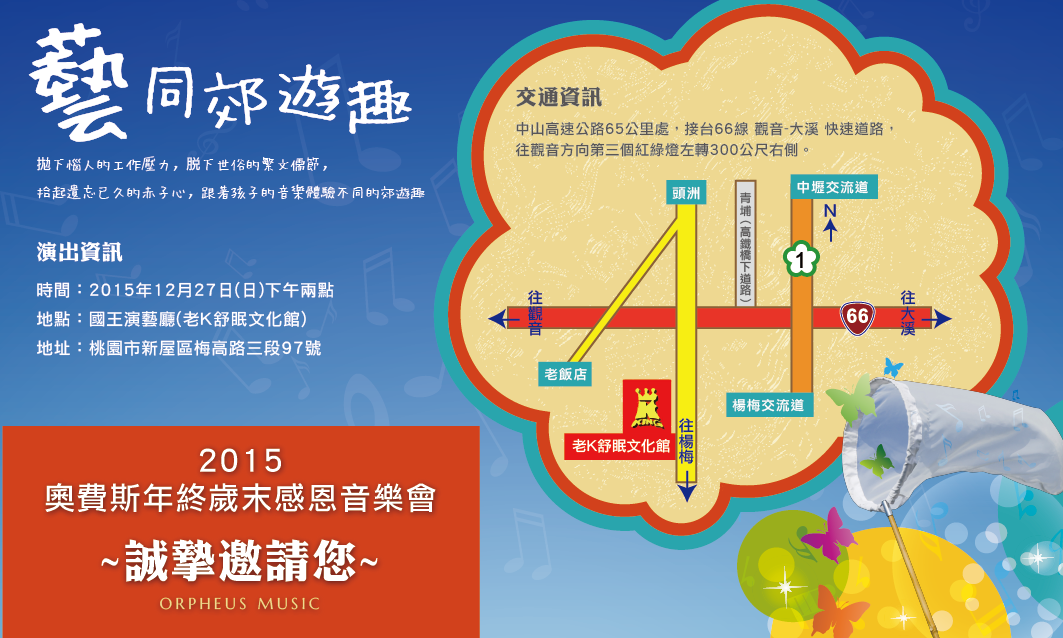 藝同郊遊趣
拋下惱人的工作壓力，脫下世俗的繁文儒節，
拾起遺忘已久的赤子心，跟著孩子的音樂體驗不同的郊遊趣
演出資訊
時間：2015年12月27日(日)下午兩點
地點：國王演藝廳(老K舒眠文化館)
地址：桃園市新屋區梅高路三段97號
2015
奧費斯年終歲末感恩音樂會
~誠摯邀請您~
ORPHEUS MUSIC
交通資訊
中山高速公路65公里處，接台66線 觀音-大溪 快速道路，
往觀音方向第三個紅綠燈左轉300公尺右側。
頭洲
青埔（高鐵橋下道路）
中壢交流道
N
1
往觀音
66
往大溪
老飯店
楊梅交流道
KING
老K舒眠文化館
往楊梅